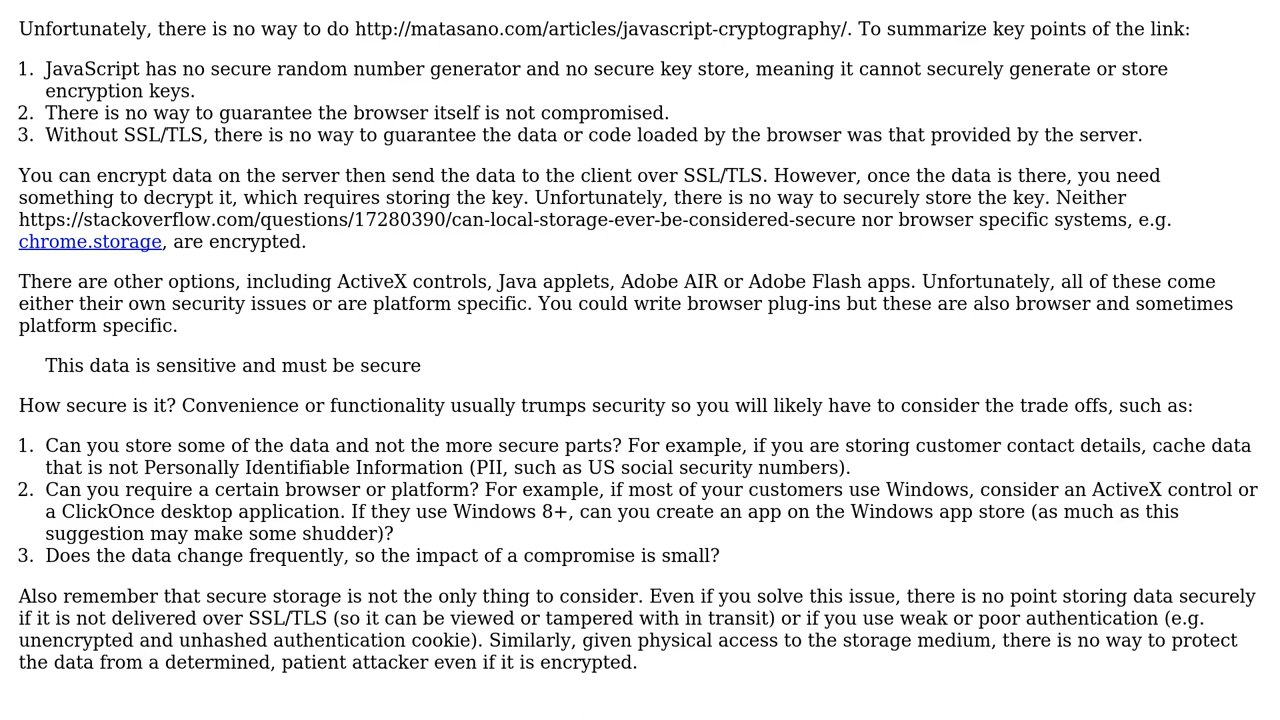 Unfortunately, there is no way to do http://matasano.com/articles/javascript-cryptography/. To summarize key points of the link:
1. JavaScript has no secure random number generator and no secure key store, meaning it cannot securely generate or store
encryption keys.
2. There is no way to guarantee the browser itself is not compromised.
3. Without SSL/TLS, there is no way to guarantee the data or code loaded by the browser was that provided by the server.
You can encrypt data on the server then send the data to the client over SSL/TLS. However, once the data is there, you need
something to decrypt it, which requires storing the key. Unfortunately, there is no way to securely store the key. Neither
https://stackoverflow.com/questions/17280390/can-local-storage-ever-be-considered-secure nor browser specific systems, e.g.
chrome.storage, are encrypted.
There are other options, including ActiveX controls, Java applets, Adobe AIR or Adobe Flash apps. Unfortunately, all of these come
either their own security issues or are platform specific. You could write browser plug-ins but these are also browser and sometimes
platform specific.
This data is sensitive and must be secure
How secure is it? Convenience or functionality usually trumps security so you will likely have to consider the trade offs, such as:
1. Can you store some of the data and not the more secure parts? For example, if you are storing customer contact details, cache data
that is not Personally Identifiable Information (PII, such as US social security numbers).
2. Can you require a certain browser or platform? For example, if most of your customers use Windows, consider an ActiveX control or
a ClickOnce desktop application. If they use Windows 8+, can you create an app on the Windows app store (as much as this
suggestion may make some shudder)?
3. Does the data change frequently, so the impact of a compromise is small?
Also remember that secure storage is not the only thing to consider. Even if you solve this issue, there is no point storing data securely
if it is not delivered over SSL/TLS (so it can be viewed or tampered with in transit) or if you use weak or poor authentication (e.g.
unencrypted and unhashed authentication cookie). Similarly, given physical access to the storage medium, there is no way to protect
the data from a determined, patient attacker even if it is encrypted.